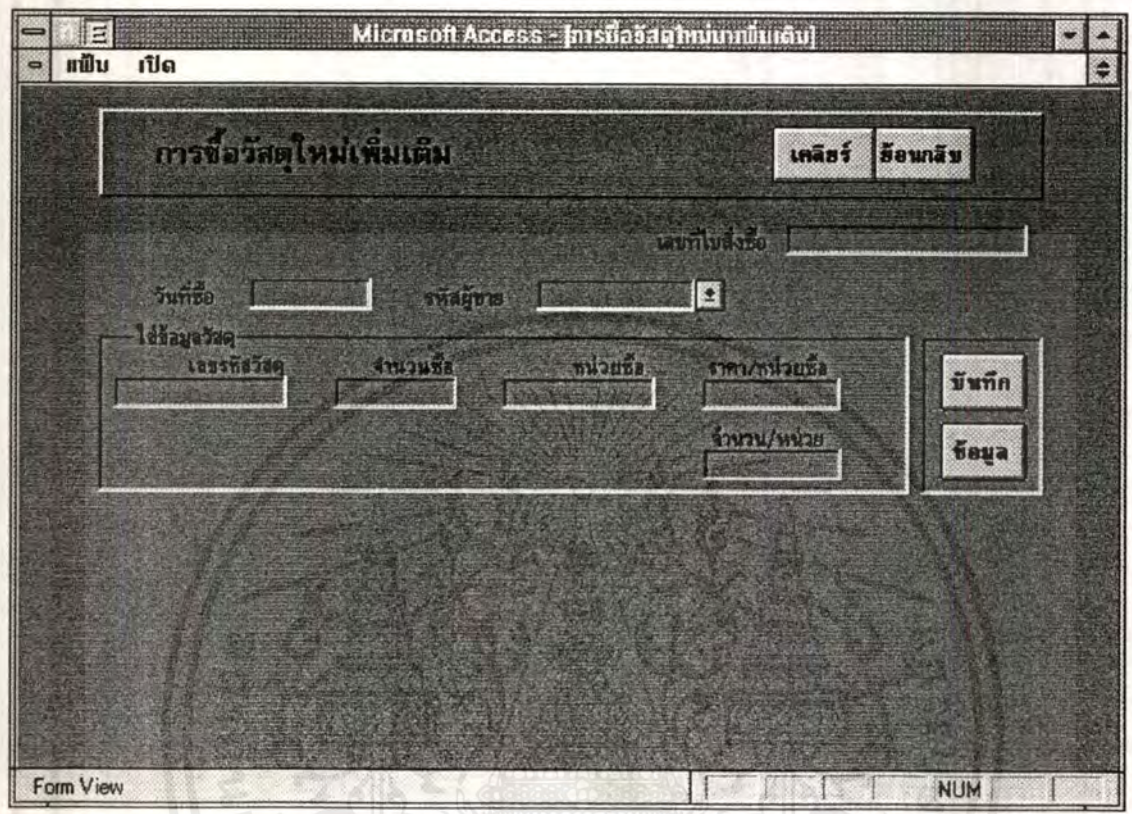 Microsoft Access - [การซื้อวัสดุใหม่มาเพิ่มเติม]
แฟ้ม เปิด
การซื้อวัสดุใหม่เพิ่มเติม
เคลียร์ ย้อนกลับ
เลขที่ใบสั่งซื้อ
วันที่ซื้อ รหัสผู้ขาย
ใส่ข้อมูลวัสดุ
เลขรหัสวัสดุ จำนวนซื้อ หน่วยซื้อ ราคา/หน่วยซื้อ
บันทึก
จำนวน/หน่วย
ข้อมูล
Form View NUM